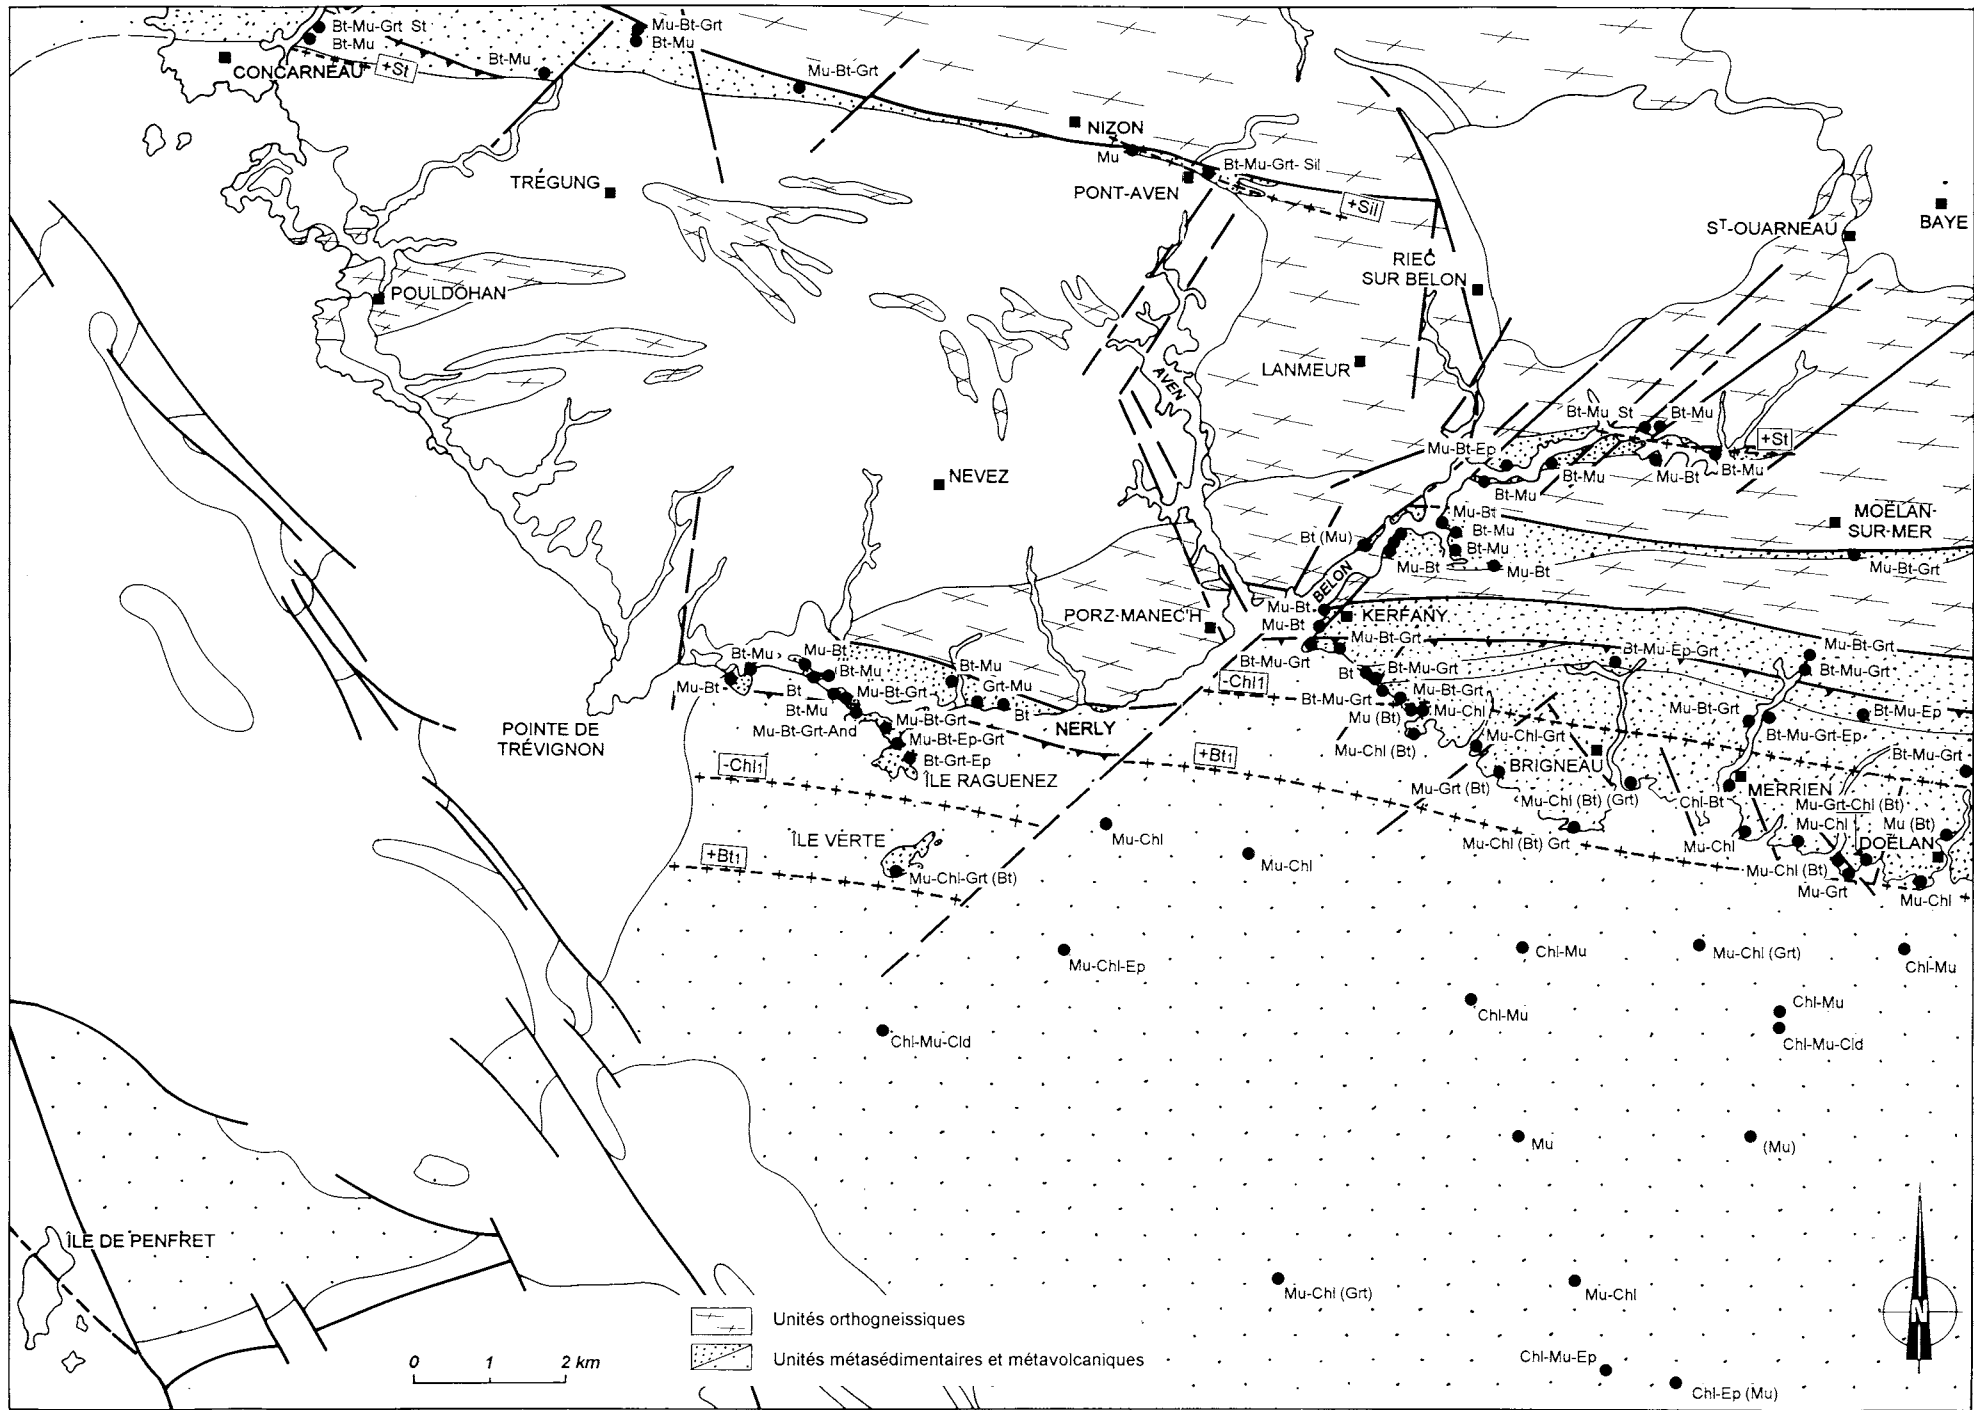 Bt-Mu-Grt St
Bt-Mu
CONCARNEAU
+St
Bt-Mu
Mu-Bt-Grt
Bt-Mu
Mu-Bt-Grt
NIZON
Mu
Bt-Mu-Grt- Sil
PONT-AVEN
+Sil
TRÉGUNG
POULDOHAN
RIEC
SUR BELON
ST-OUARNEAU
BAYE
LANMEUR
AVEN
NEVEZ
Bt-Mu St
Bt-Mu
+St
Mu-Bt-Ep
Bt-Mu
Mu-Bt
Bt-Mu
Bt-Mu
MOËLAN-
SUR-MER
Mu-Bt
Bt-Mu
Bt (Mu)
Bt-Mu
Mu-Bt
Mu-Bt
Mu-Bt-Grt
BELON
PORZ-MANEC'H
Mu-Bt
Mu-Bt
KERFANY
Mu-Bt-Grt
Bt-Mu-Grt
Bt-Mu-Ep-Grt
Mu-Bt-Grt
Bt-Mu-Grt
Bt-Mu
Mu-Bt
Bt-Mu
Bt-Mu
Mu-Bt
Bt
Mu-Bt-Grt
Grt-Mu
Bt
Bt-Mu
Mu-Bt-Grt-And
Mu-Bt-Grt
Mu-Bt-Ep-Grt
Bt-Grt-Ep
ÎLE RAGUENEZ
NERLY
POINTE DE
TRÉVIGNON
-Chl1
-Chl1
Bt
Bt-Mu-Grt
Bt-Mu-Grt
Mu-Bt-Grt
Mu (Bt)
Mu-Chl
Mu-Chl (Bt)
Mu-Chl-Grt
+Bt1
BRIGNEAU
Mu-Grt (Bt)
Mu-Chl (Bt) (Grt)
Mu-Chl (Bt) Grt
Mu-Bt-Grt
Bt-Mu-Grt-Ep
Bt-Mu-Ep
Bt-Mu-Grt
MERRIEN
Chl-Bt
Mu-Chl
Mu-Grt-Chl (Bt)
Mu-Chl
Mu (Bt)
DOËLAN
Mu-Chl (Bt)
Mu-Grt
Mu-Chl
ÎLE VERTE
+Bt1
Mu-Chl-Grt (Bt)
Mu-Chl
Mu-Chl
Mu-Chl-Ep
Chl-Mu
Mu-Chl (Grt)
Chl-Mu
Chl-Mu-Cld
Chl-Mu
Chl-Mu
Chl-Mu-Cld
Mu
(Mu)
ÎLE DE PENFRET
Mu-Chl (Grt)
Mu-Chl
Chl-Mu-Ep
Chl-Ep (Mu)
N
Unités orthogneissiques
Unités métasédimentaires et métavolcaniques
0 1 2 km